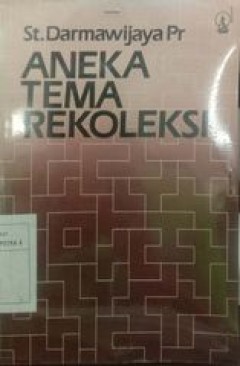 St. Darmawijaya Pr
ANEKA
TEMA
REKOLEKSI